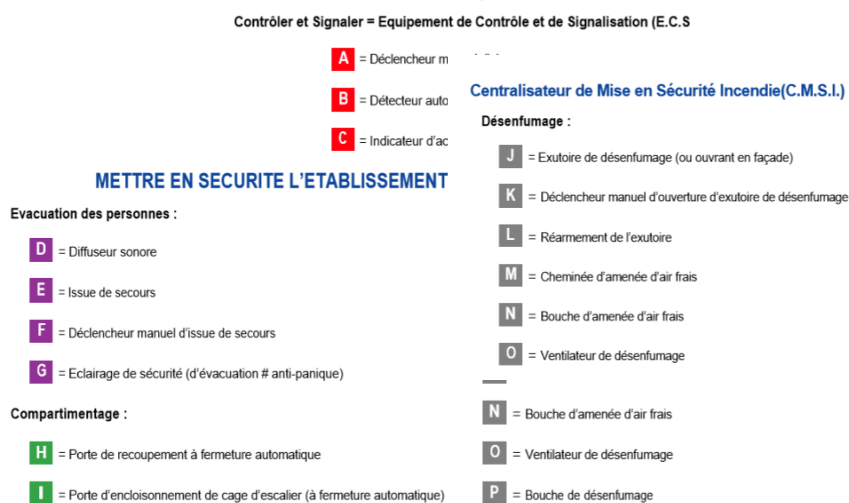 Contrôler et Signaler = Equipement de Contrôle et de Signalisation (E.C.S
A = Déclencheur m
B = Détecteur auto
C = Indicateur d'ac
METTRE EN SECURITE L'ETABLISSEMENT
Evacuation des personnes :
D = Diffuseur sonore
E = Issue de secours
F = Déclencheur manuel d'issue de secours
G = Eclairage de sécurité (d'évacuation # anti-panique)
Compartimentage :
H = Porte de recoupement à fermeture automatique
I = Porte d'encloisonnement de cage d'escalier (à fermeture automatique)
Centralisateur de Mise en Sécurité Incendie(C.M.S.I.)
Désenfumage :
J = Exutoire de désenfumage (ou ouvrant en façade)
K = Déclencheur manuel d'ouverture d'exutoire de désenfumage
L = Réarmement de l'exutoire
M = Cheminée d'amenée d'air frais
N = Bouche d'amenée d'air frais
O = Ventilateur de désenfumage
N = Bouche d'amenée d'air frais
O = Ventilateur de désenfumage
P = Bouche de désenfumage